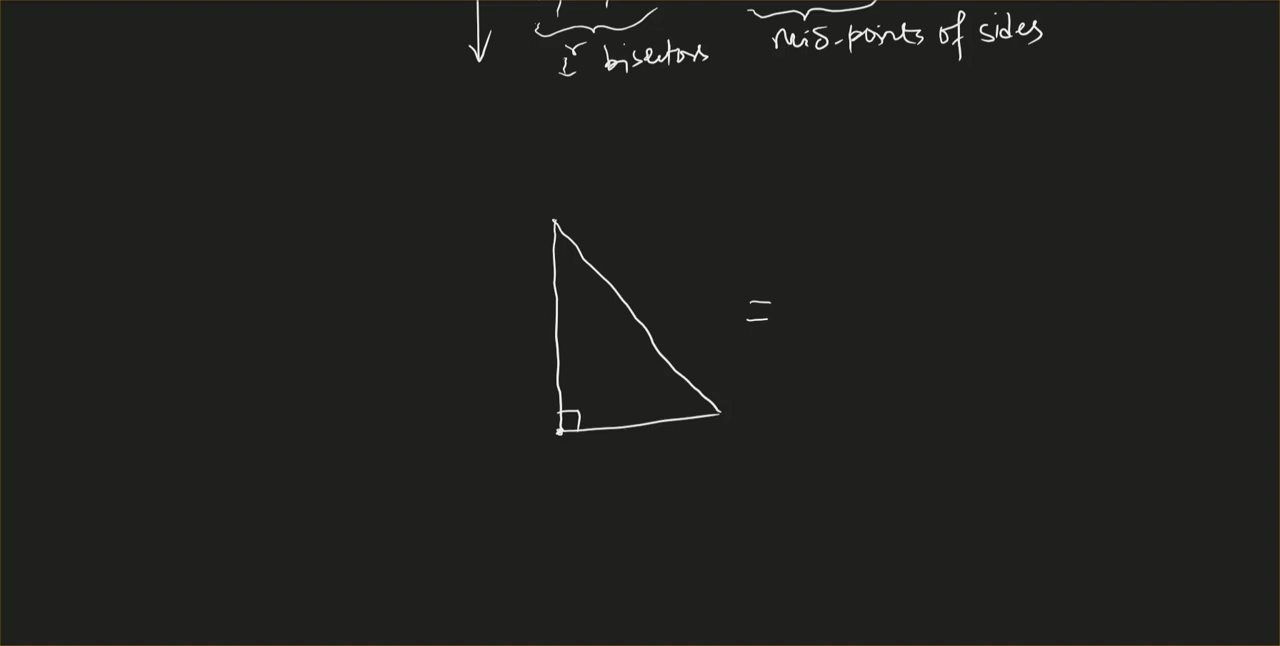 ⊥ʳ bisectors
mid-points of sides
=